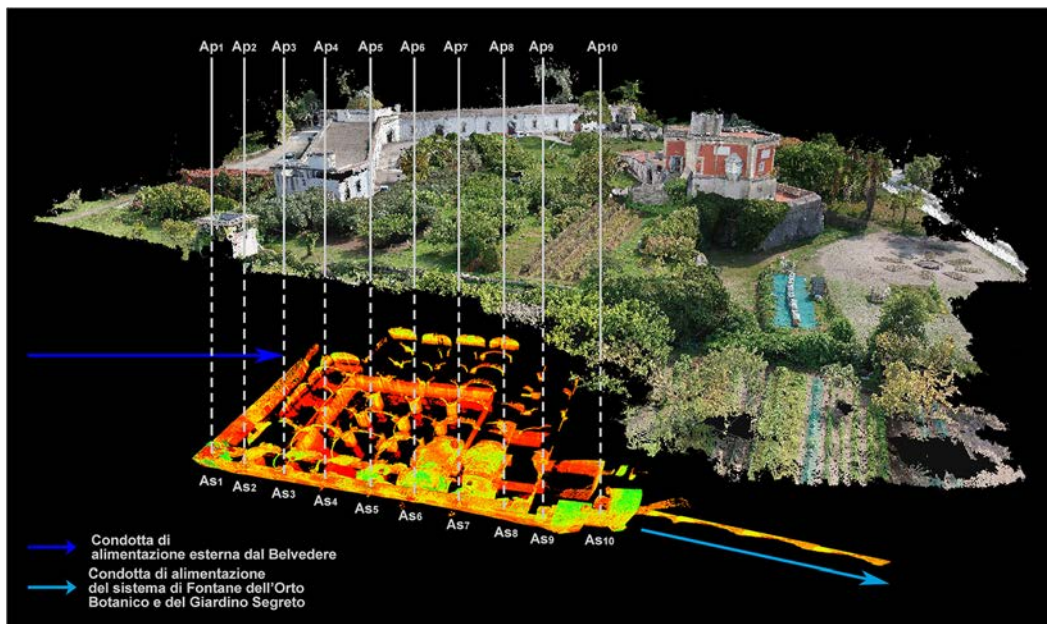 Ap1 Ap2 Ap3 Ap4 Ap5 Ap6 Ap7 Ap8 Ap9 Ap10
As1 As2 As3 As4 As5 As6 As7 As8 As9 As10
Condotta di
alimentazione esterna dal Belvedere
Condotta di alimentazione
del sistema di Fontane dell'Orto
Botanico e del Giardino Segreto